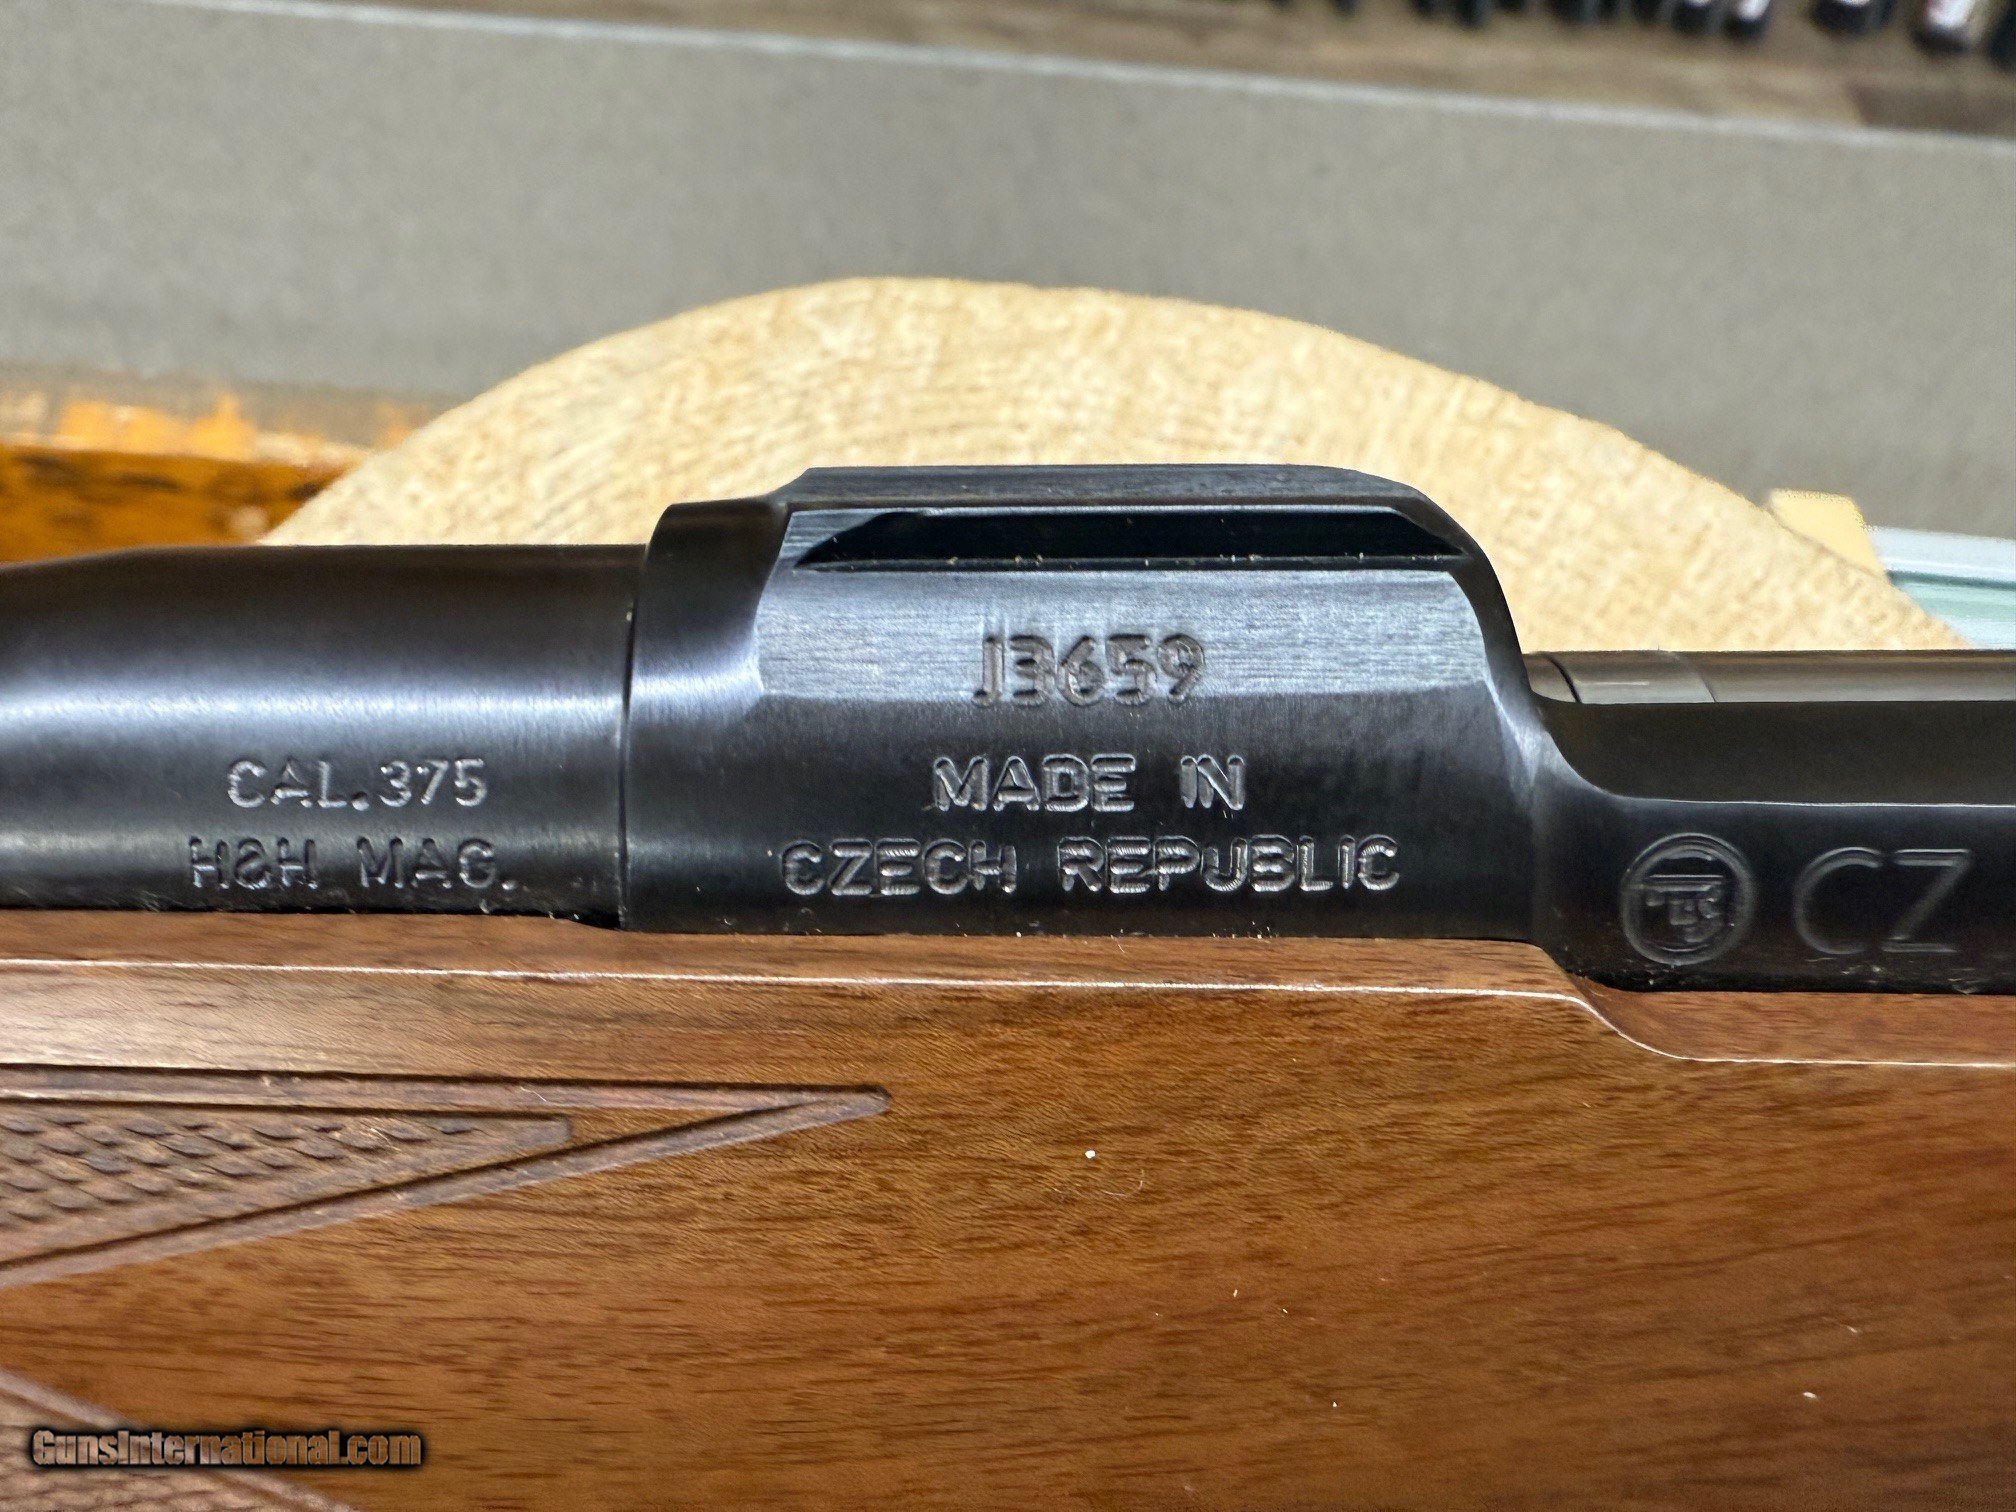 J3659
MADE IN
CZECH REPUBLIC
CAL.375
H&H MAG.
CZ
GunsInternational.com